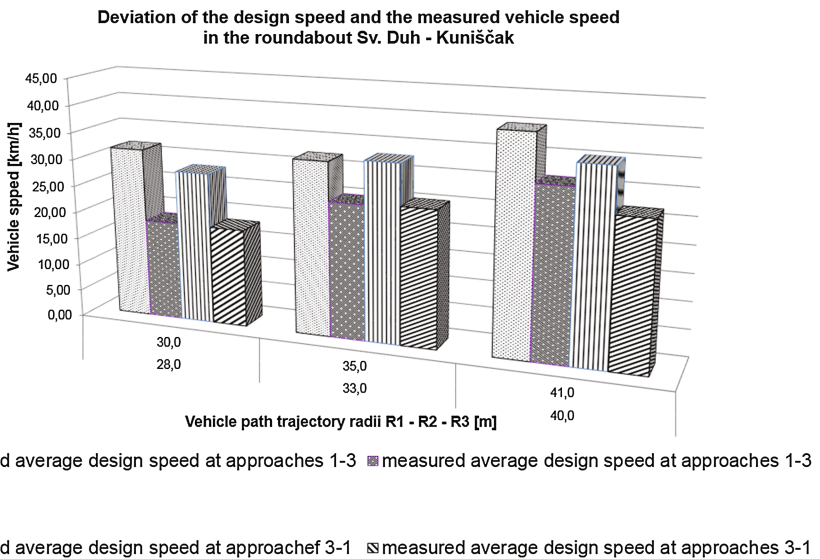 Deviation of the design speed and the measured vehicle speed
in the roundabout Sv. Duh - Kuniščak
45,00
40,00
35,00
30,00
25,00
20,00
15,00
10,00
5,00
0,00
Vehicle spped [km/h]
30,0
28,0
35,0
33,0
41,0
40,0
Vehicle path trajectory radii R1 - R2 - R3 [m]
d average design speed at approaches 1-3 measured average design speed at approaches 1-3
d average design speed at approachef 3-1 measured average design speed at approaches 3-1